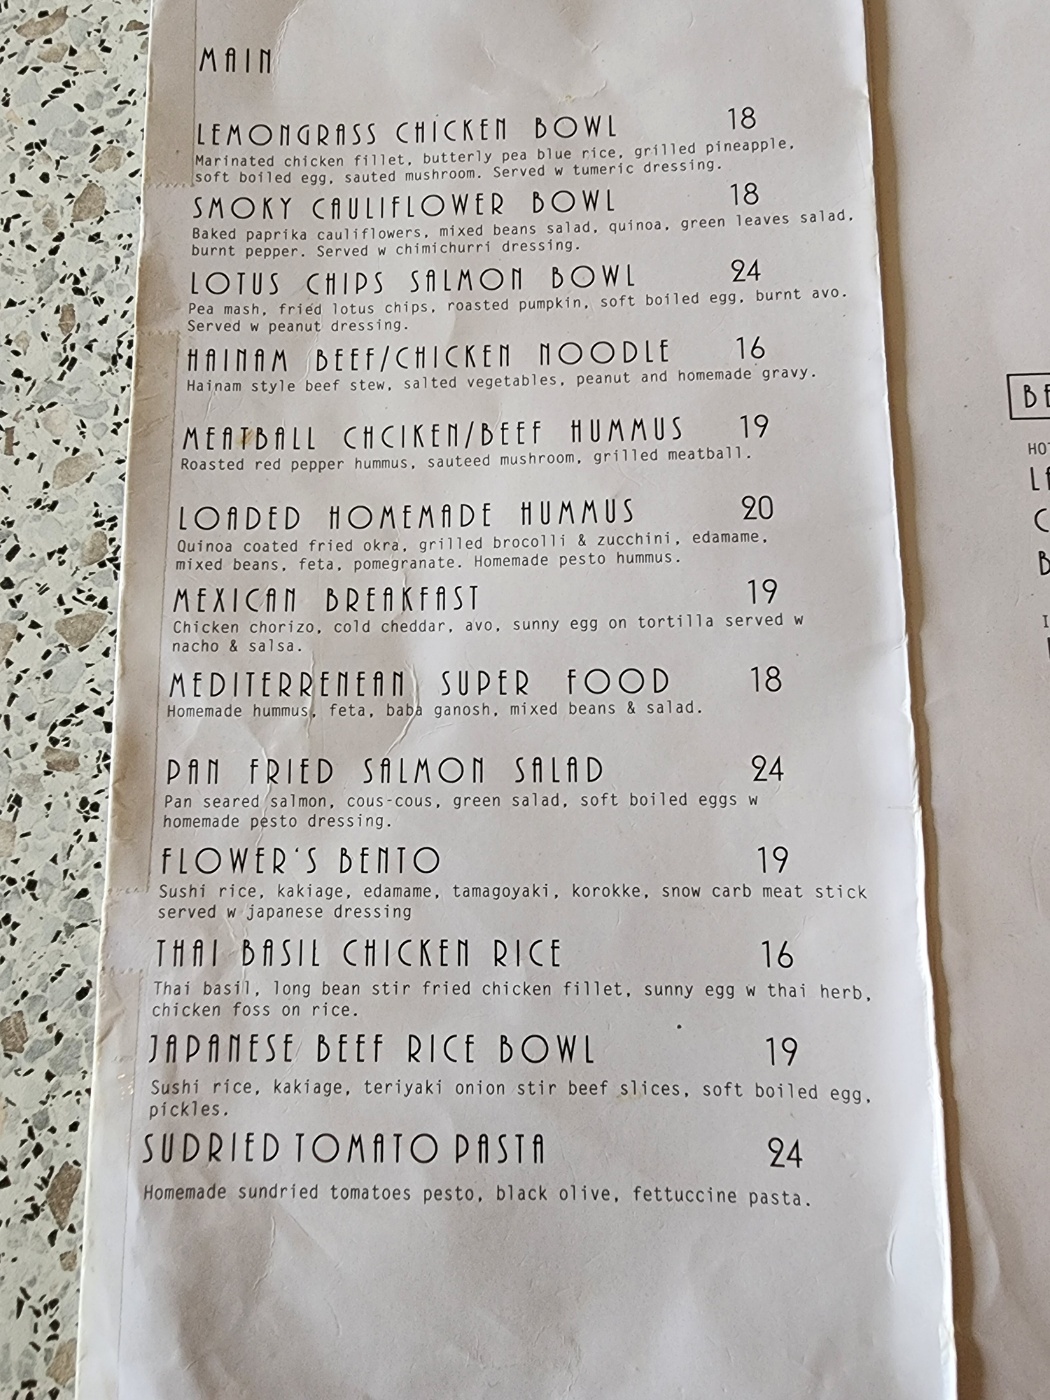 MAIN
LEMONGRASS CHICKEN BOWL 18
Marinated chicken fillet, butterly pea blue rice, grilled pineapple,
soft boiled egg, sauted mushroom. Served w tumeric dressing.
SMOKY CAULIFLOWER BOWL 18
Baked paprika cauliflowers, mixed beans salad, quinoa, green leaves salad,
burnt pepper. Served w chimichurri dressing.
LOTUS CHIPS SALMON BOWL 24
Pea mash, fried lotus chips, roasted pumpkin, soft boiled egg, burnt avo.
Served w peanut dressing.
HAINAM BEEF/CHICKEN NOODLE 16
Hainam style beef stew, salted vegetables, peanut and homemade gravy.
MEATBALL CHCIKEN/BEEF HUMMUS 19
Roasted red pepper hummus, sauteed mushroom, grilled meatball.
LOADED HOMEMADE HUMMUS 20
Quinoa coated fried okra, grilled brocolli & zucchini, edamame,
mixed beans, feta, pomegranate. Homemade pesto hummus.
MEXICAN BREAKFAST 19
Chicken chorizo, cold cheddar, avo, sunny egg on tortilla served w
nacho & salsa.
MEDITERRENEAN SUPER FOOD 18
Homemade hummus, feta, baba ganosh, mixed beans & salad.
PAN FRIED SALMON SALAD 24
Pan seared salmon, cous-cous, green salad, soft boiled eggs w
homemade pesto dressing.
FLOWER'S BENTO 19
Sushi rice, kakiage, edamame, tamagoyaki, korokke, snow carb meat stick
served w japanese dressing
THAI BASIL CHICKEN RICE 16
Thai basil, long bean stir fried chicken fillet, sunny egg w thai herb,
chicken foss on rice.
JAPANESE BEEF RICE BOWL 19
Sushi rice, kakiage, teriyaki onion stir beef slices, soft boiled egg,
pickles.
SUDRIED TOMATO PASTA 24
Homemade sundried tomatoes pesto, black olive, fettuccine pasta.